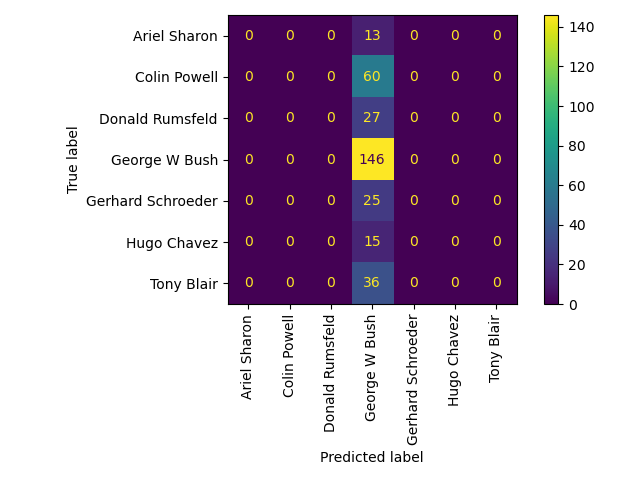 Ariel Sharon 0 0 0 13 0 0 0
Colin Powell 0 0 0 60 0 0 0
Donald Rumsfeld 0 0 0 27 0 0 0
George W Bush 0 0 0 146 0 0 0
Gerhard Schroeder 0 0 0 25 0 0 0
Hugo Chavez 0 0 0 15 0 0 0
Tony Blair 0 0 0 36 0 0 0
True label
Ariel Sharon
Colin Powell
Donald Rumsfeld
George W Bush
Gerhard Schroeder
Hugo Chavez
Tony Blair
Predicted label
140
120
100
80
60
40
20
0